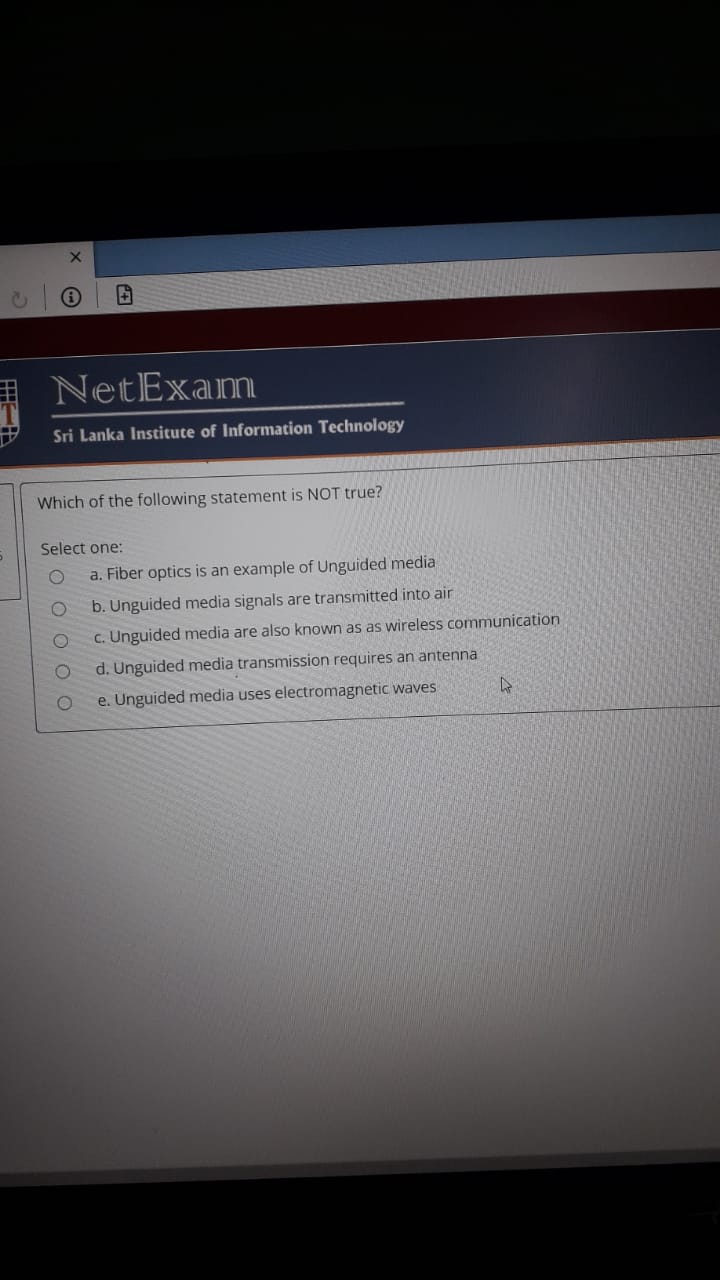 NetExam
Sri Lanka Institute of Information Technology
Which of the following statement is NOT true?
Select one:
a. Fiber optics is an example of Unguided media
b. Unguided media signals are transmitted into air
c. Unguided media are also known as as wireless communication
d. Unguided media transmission requires an antenna
e. Unguided media uses electromagnetic waves